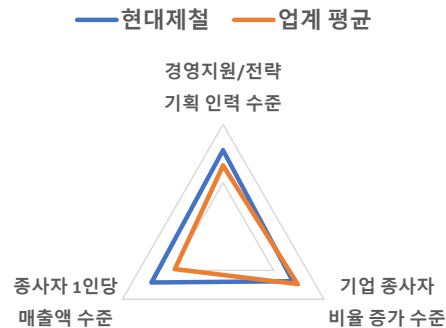 현대제철 업계 평균
경영지원/전략
기획 인력 수준
종사자 1인당
매출액 수준
기업 종사자
비율 증가 수준